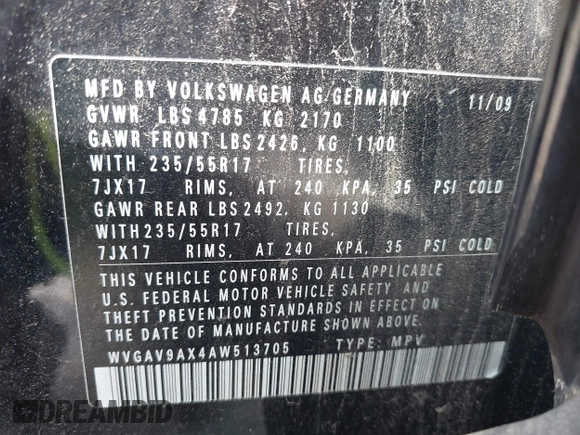 MFD BY VOLKSWAGEN AG/GERMANY 11/09
GVWR LBS 4785 KG 2170
GAWR FRONT LBS 2426, KG 1100
WITH 235/55R17 TIRES,
7JX17 RIMS, AT 240 KPA, 35 PSI COLD
GAWR REAR LBS 2492, KG 1130
WITH 235/55R17 TIRES,
7JX17 RIMS, AT 240 KPA, 35 PSI COLD
THIS VEHICLE CONFORMS TO ALL APPLICABLE
U.S. FEDERAL MOTOR VEHICLE SAFETY AND
THEFT PREVENTION STANDARDS IN EFFECT ON
THE DATE OF MANUFACTURE SHOWN ABOVE.
WVGAV9AX4AW513705 TYPE: MPV
DREAMBID